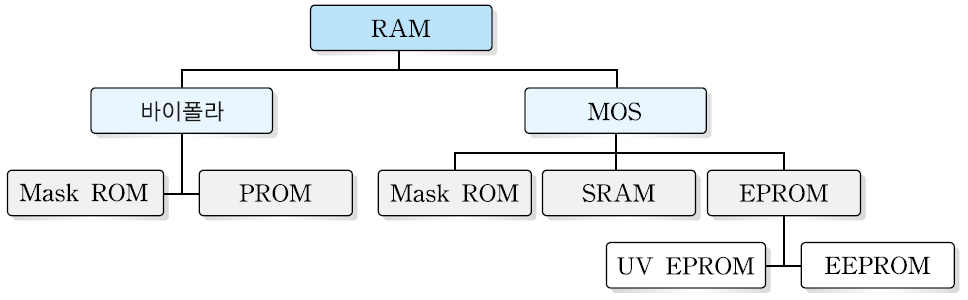 RAM
바이폴라
MOS
Mask ROM
PROM
Mask ROM
SRAM
EPROM
UV EPROM
EEPROM